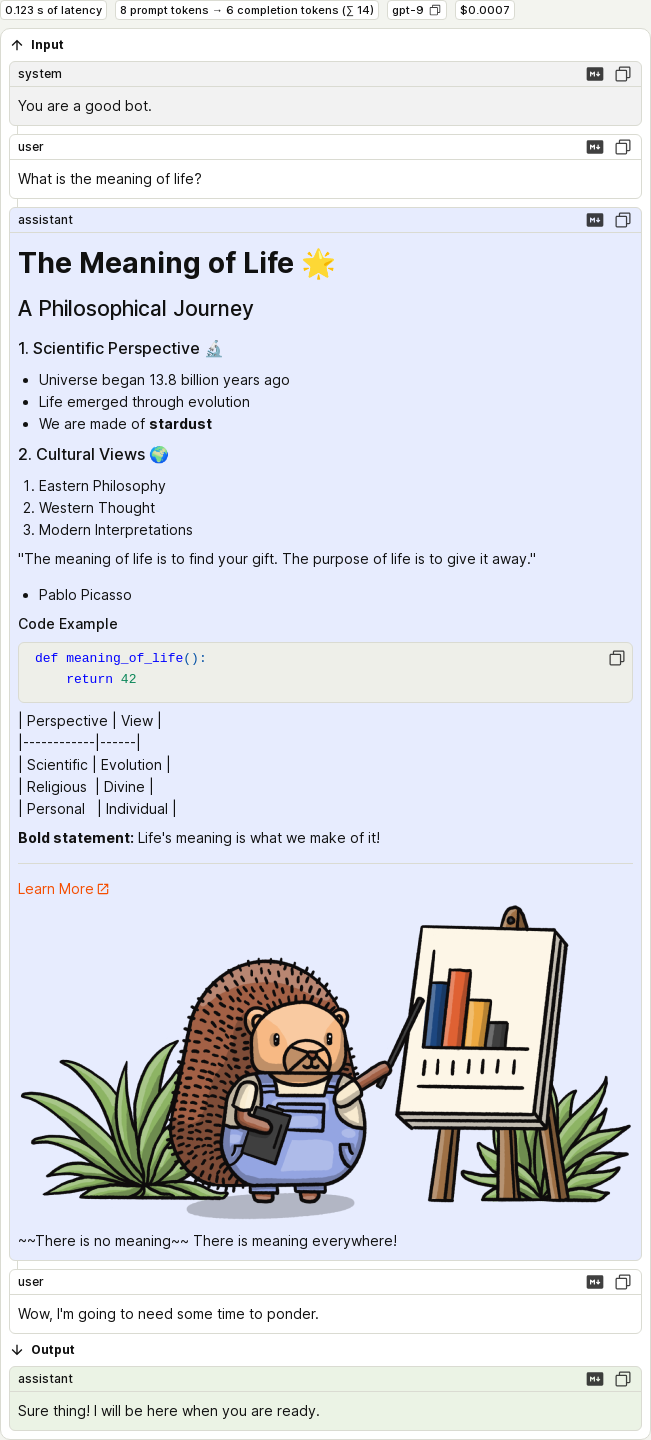 0.123 s of latency
8 prompt tokens → 6 completion tokens (∑ 14)
gpt-9
$0.0007
Input
system
You are a good bot.
user
What is the meaning of life?
assistant
The Meaning of Life 🌟
A Philosophical Journey
1. Scientific Perspective 🔬
• Universe began 13.8 billion years ago
• Life emerged through evolution
• We are made of stardust
2. Cultural Views 🌍
1. Eastern Philosophy
2. Western Thought
3. Modern Interpretations
"The meaning of life is to find your gift. The purpose of life is to give it away."
• Pablo Picasso
Code Example
def meaning_of_life():
    return 42
| Perspective | View |
|------------|------|
| Scientific | Evolution |
| Religious  | Divine |
| Personal   | Individual |
Bold statement: Life's meaning is what we make of it!
Learn More
~~There is no meaning~~ There is meaning everywhere!
user
Wow, I'm going to need some time to ponder.
Output
assistant
Sure thing! I will be here when you are ready.